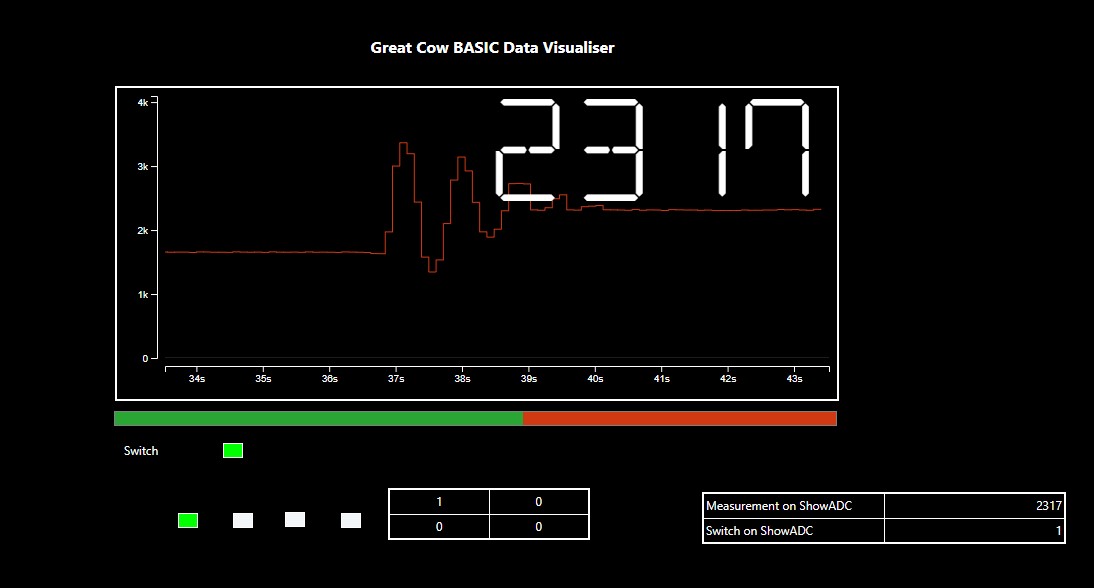 Great Cow BASIC Data Visualiser
2317
4k
3k
2k
1k
0
34s 35s 36s 37s 38s 39s 40s 41s 42s 43s
Switch
1 0
0 0
Measurement on ShowADC 2317
Switch on ShowADC 1